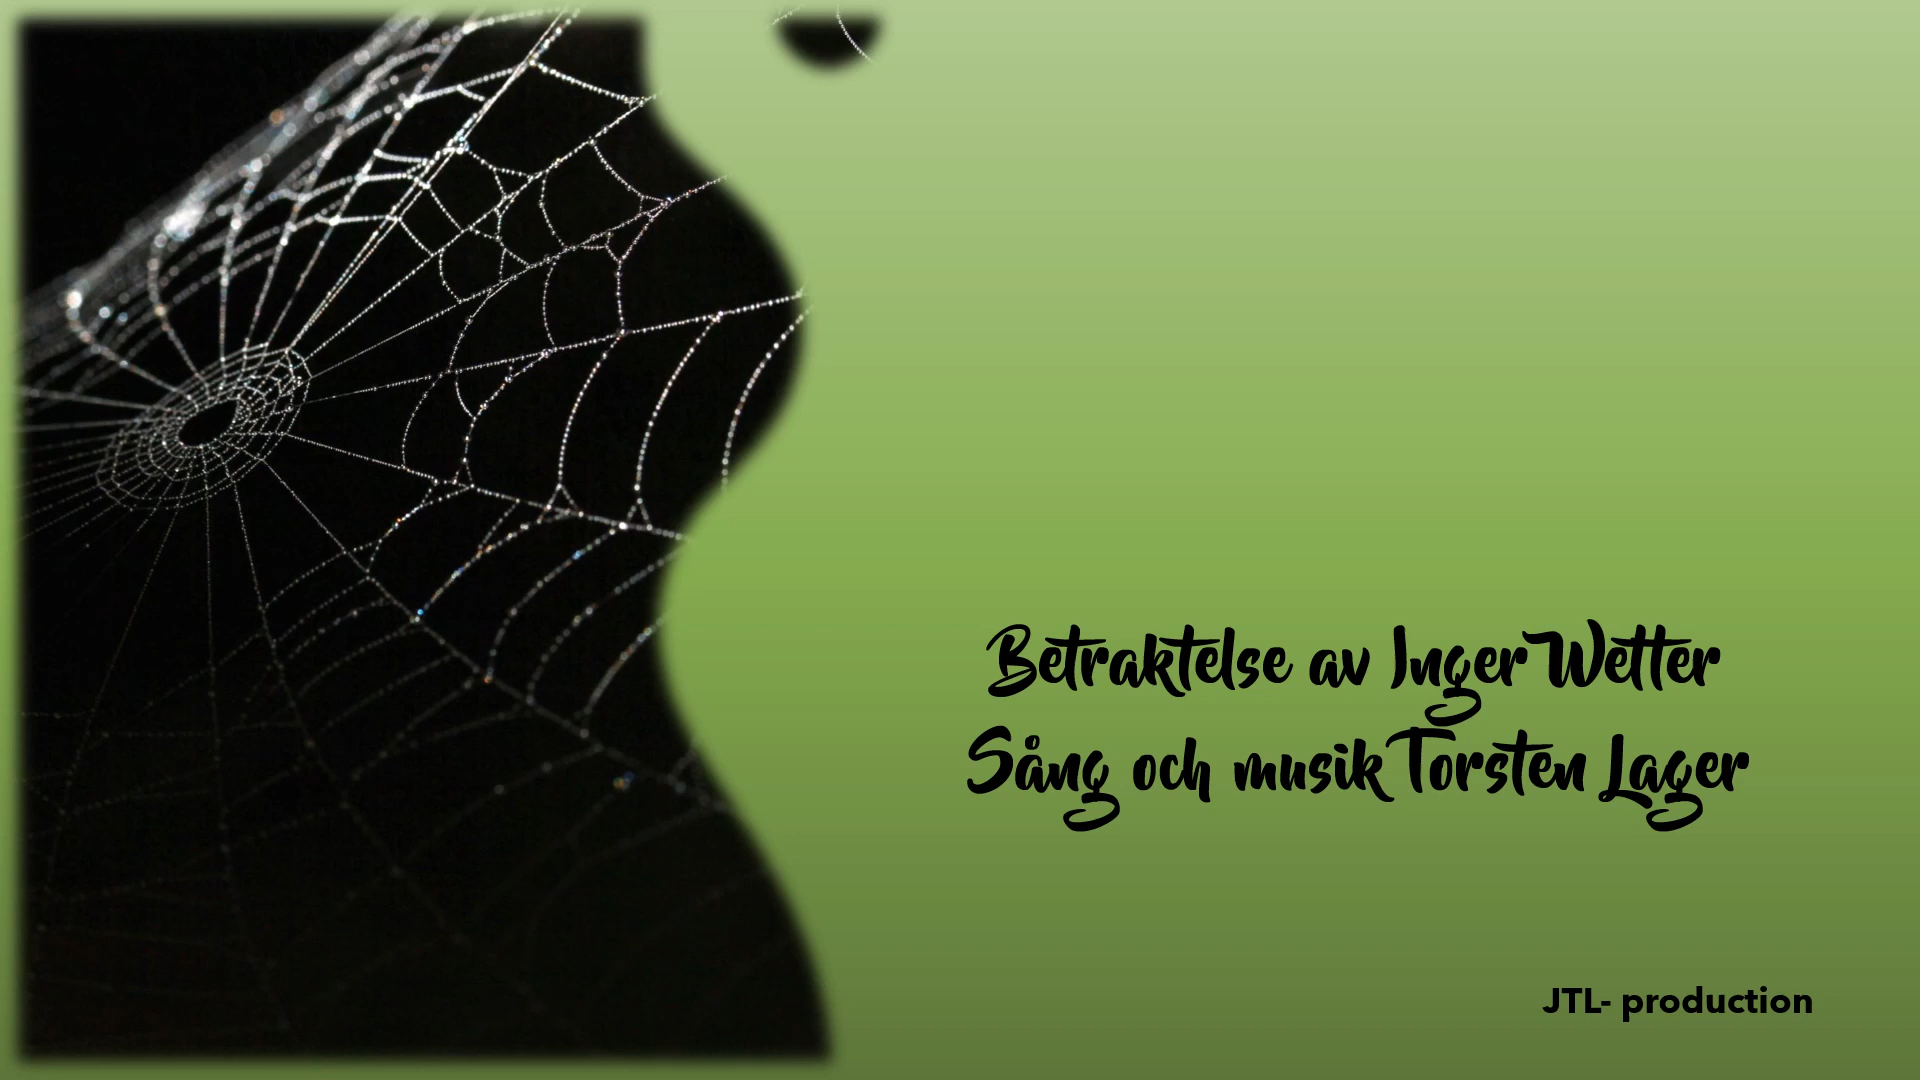 Betraktelse av Inger Wetter
Sång och musik Torsten Lager
JTL- production